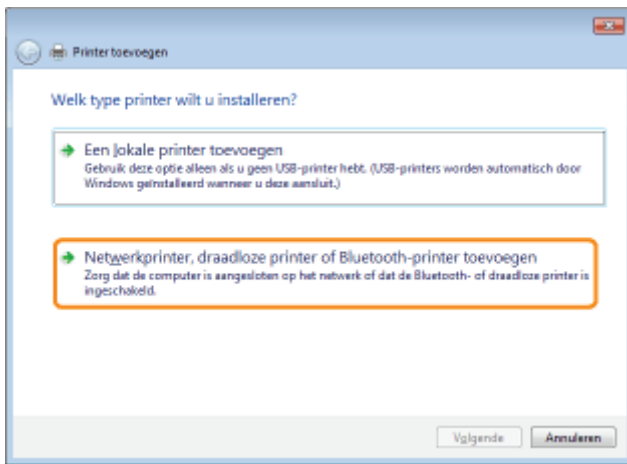 Printer toevoegen
Welk type printer wilt u installeren?
Een lokale printer toevoegen
Gebruik deze optie alleen als u geen USB-printer hebt. (USB-printers worden automatisch door
Windows geïnstalleerd wanneer u deze aansluit.)
Netwerkprinter, draadloze printer of Bluetooth-printer toevoegen
Zorg dat de computer is aangesloten op het netwerk of dat de Bluetooth- of draadloze printer is
ingeschakeld.
Volgende Annuleren